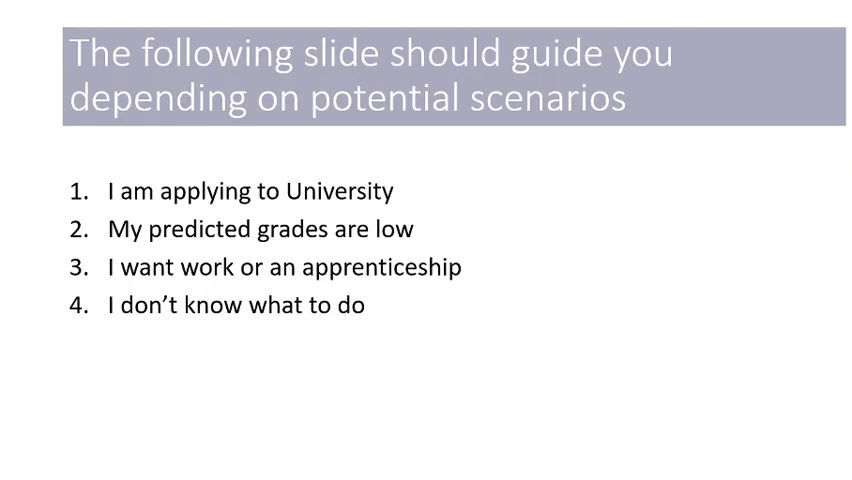 The following slide should guide you
depending on potential scenarios
1. I am applying to University
2. My predicted grades are low
3. I want work or an apprenticeship
4. I don’t know what to do